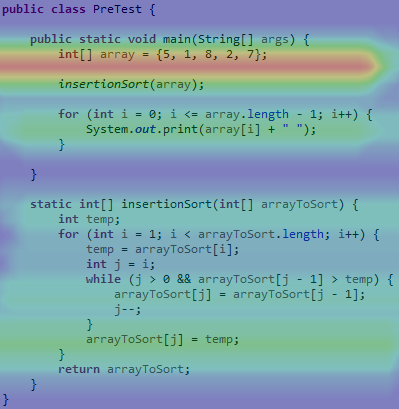 public class PreTest {
public static void main(String[] args) {
int[] array = {5, 1, 8, 2, 7};
insertionSort(array);
for (int i = 0; i <= array.length - 1; i++) {
System.out.print(array[i] + " ");
}
}
static int[] insertionSort(int[] arrayToSort) {
int temp;
for (int i = 1; i < arrayToSort.length; i++) {
temp = arrayToSort[i];
int j = i;
while (j > 0 && arrayToSort[j - 1] > temp) {
arrayToSort[j] = arrayToSort[j - 1];
j--;
}
arrayToSort[j] = temp;
}
return arrayToSort;
}
}